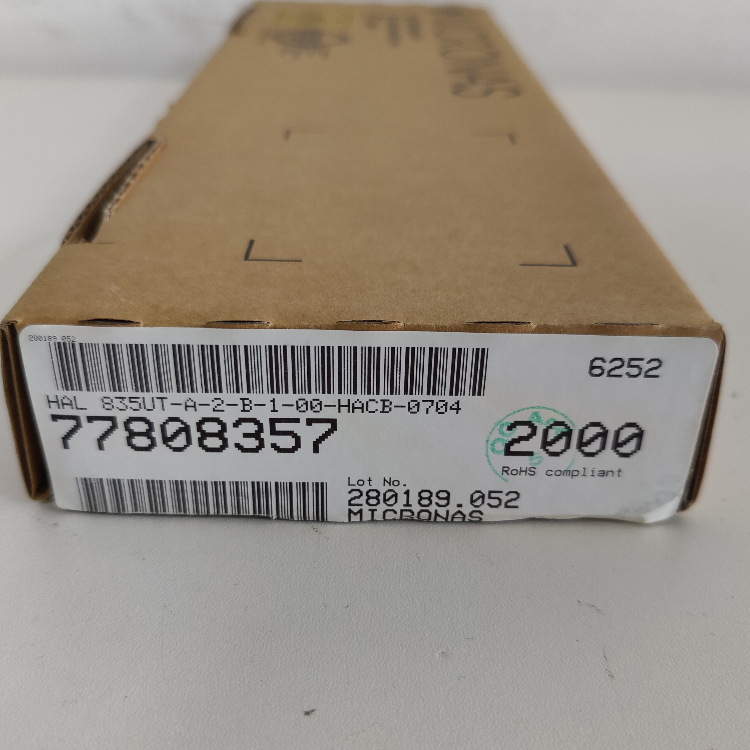 MICRONAS
280189.052
6252
HAL 835UT-A-2-B-1-00-HACB-0704
77808357
2000
RoHS compliant
Lot No.
280189.052
MICRONAS